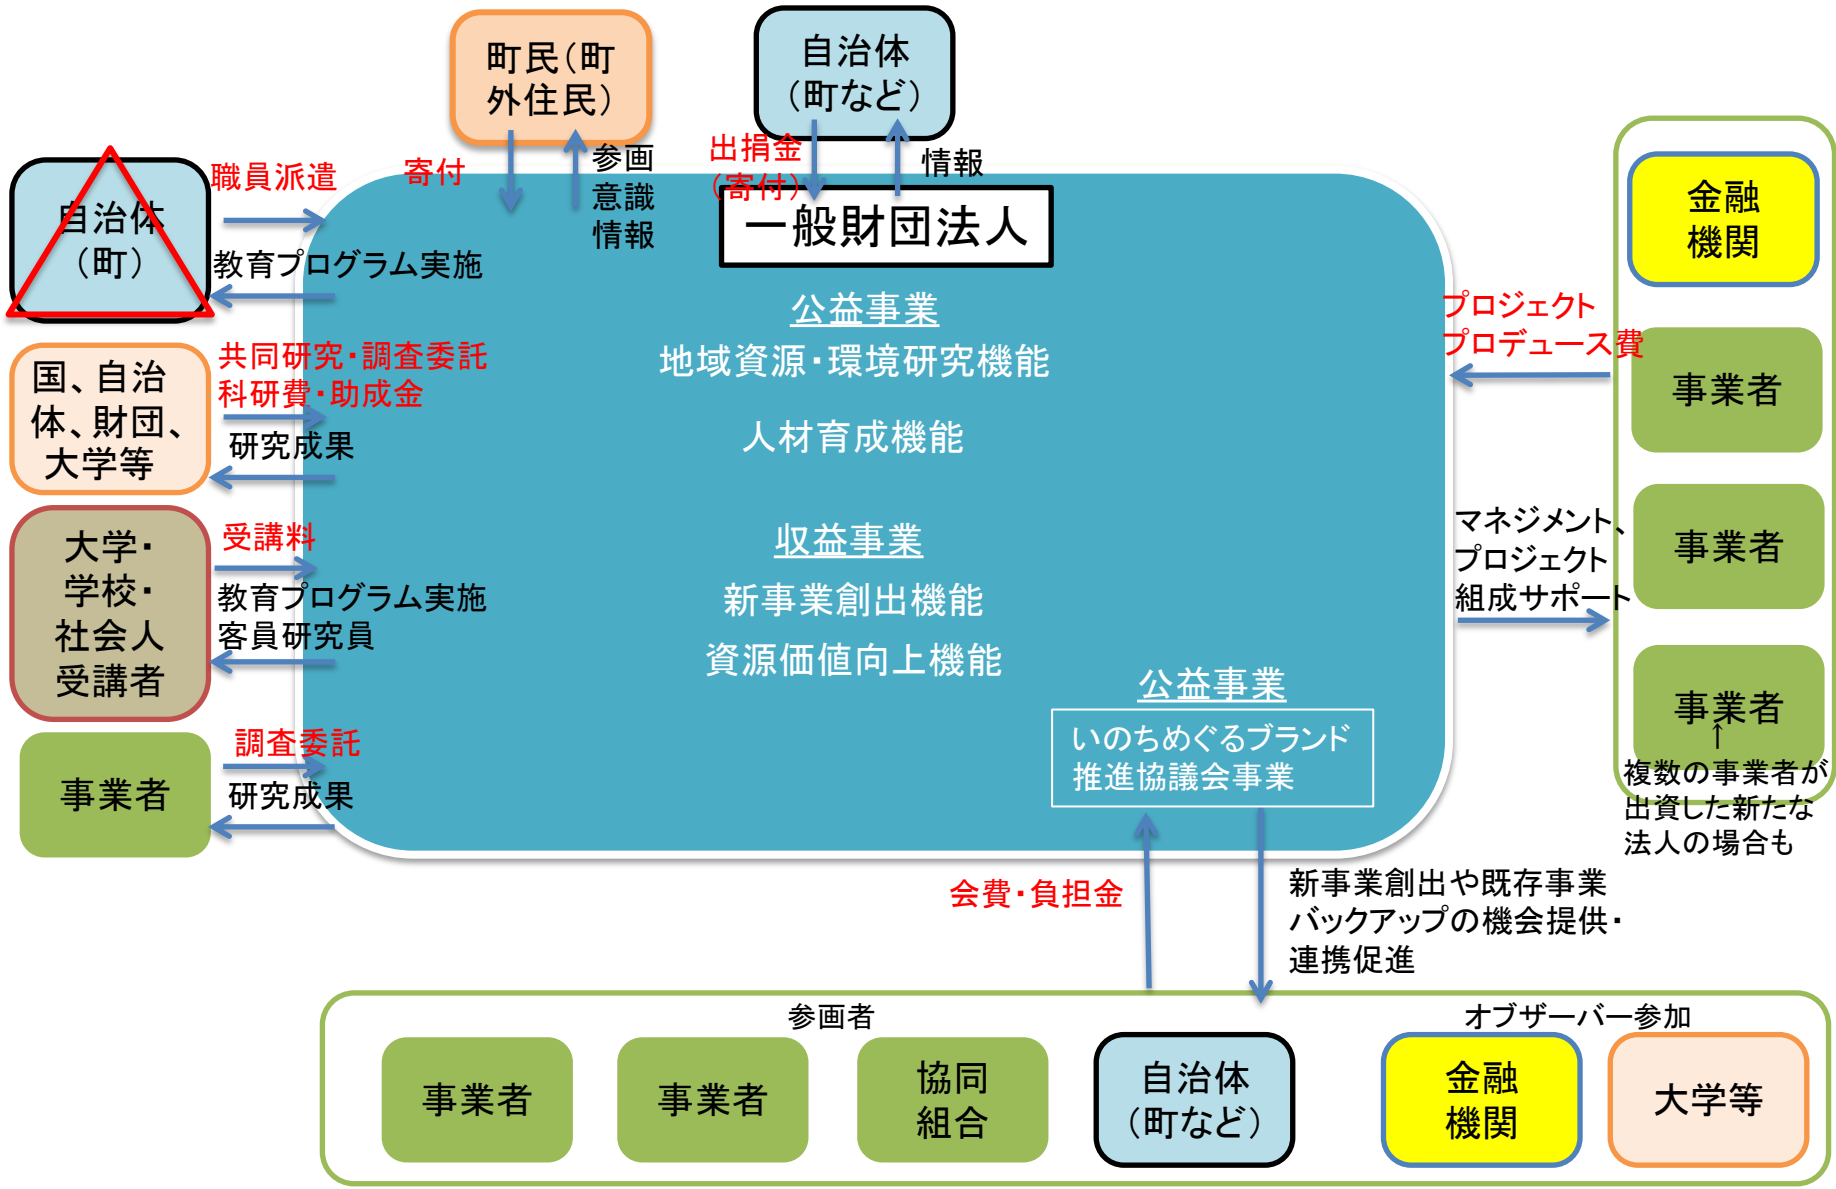 町民（町
外住民）
自治体
（町など）
自治体
（町）
職員派遣
教育プログラム実施
寄付
参画
意識
情報
出捐金
（寄付）
情報
一般財団法人
公益事業
地域資源・環境研究機能
人材育成機能
収益事業
新事業創出機能
資源価値向上機能
公益事業
いのちめぐるブランド
推進協議会事業
国、自治
体、財団、
大学等
共同研究・調査委託
科研費・助成金
研究成果
大学・
学校・
社会人
受講者
受講料
教育プログラム実施
客員研究員
事業者
調査委託
研究成果
プロジェクト
プロデュース費
マネジメント、
プロジェクト
組成サポート
金融
機関
事業者
事業者
事業者
↑
複数の事業者が
出資した新たな
法人の場合も
会費・負担金
新事業創出や既存事業
バックアップの機会提供・
連携促進
参画者
オブザーバー参加
事業者
事業者
協同
組合
自治体
（町など）
金融
機関
大学等